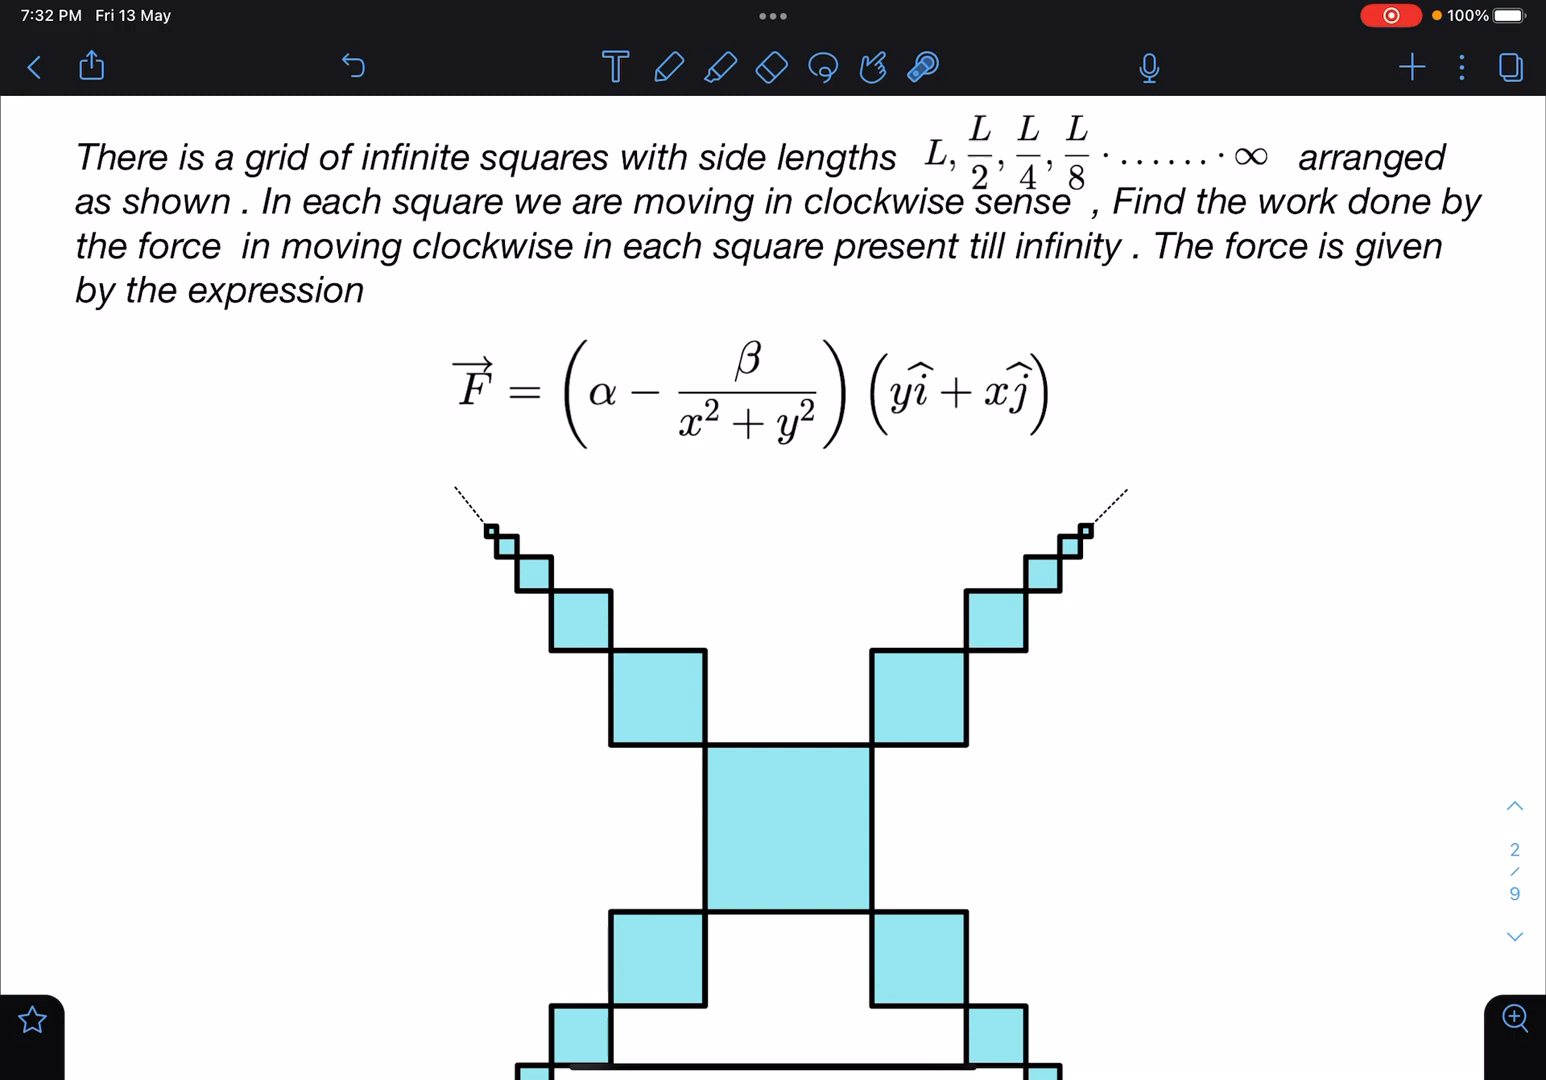 7:32 PM Fri 13 May
100%
There is a grid of infinite squares with side lengths L, L/2, L/4, L/8 ········∞ arranged
as shown . In each square we are moving in clockwise sense , Find the work done by
the force in moving clockwise in each square present till infinity . The force is given
by the expression
F⃗ = (α − β/(x² + y²)) (yî + xĵ)
2
/
9